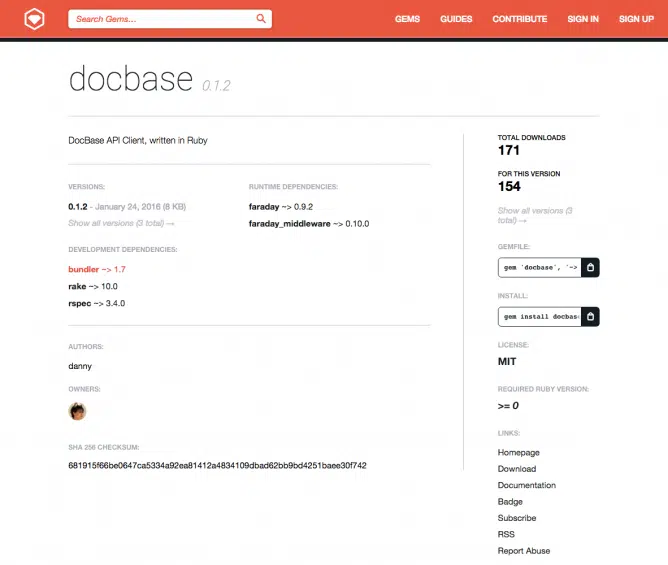 Search Gems…
GEMS GUIDES CONTRIBUTE SIGN IN SIGN UP
docbase 0.1.2
DocBase API Client, written in Ruby
VERSIONS:
0.1.2 - January 24, 2016 (8 KB)
Show all versions (3 total) →
RUNTIME DEPENDENCIES:
faraday ~> 0.9.2
faraday_middleware ~> 0.10.0
DEVELOPMENT DEPENDENCIES:
bundler ~> 1.7
rake ~> 10.0
rspec ~> 3.4.0
AUTHORS:
danny
OWNERS:
SHA 256 CHECKSUM:
681915f66be0647ca5334a92ea81412a4834109dbad62bb9bd4251baee30f742
TOTAL DOWNLOADS
171
FOR THIS VERSION
154
Show all versions (3
total) →
GEMFILE:
gem 'docbase', '~>
INSTALL:
gem install docbas
LICENSE:
MIT
REQUIRED RUBY VERSION:
>= 0
LINKS:
Homepage
Download
Documentation
Badge
Subscribe
RSS
Report Abuse